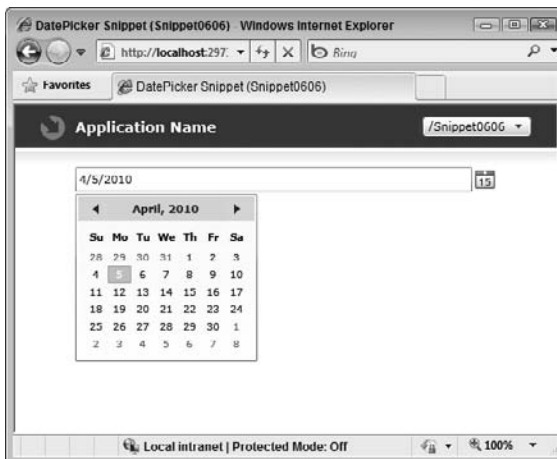 DatePicker Snippet (Snippet0606) - Windows Internet Explorer
http://localhost:297
Bing
Favorites
DatePicker Snippet (Snippet0606)
Application Name
/Snippet0606
4/5/2010
15
April, 2010
Su Mo Tu We Th Fr Sa
28 29 30 31 1 2 3
4 5 6 7 8 9 10
11 12 13 14 15 16 17
18 19 20 21 22 23 24
25 26 27 28 29 30 1
2 3 4 5 6 7 8
Local intranet | Protected Mode: Off
100%